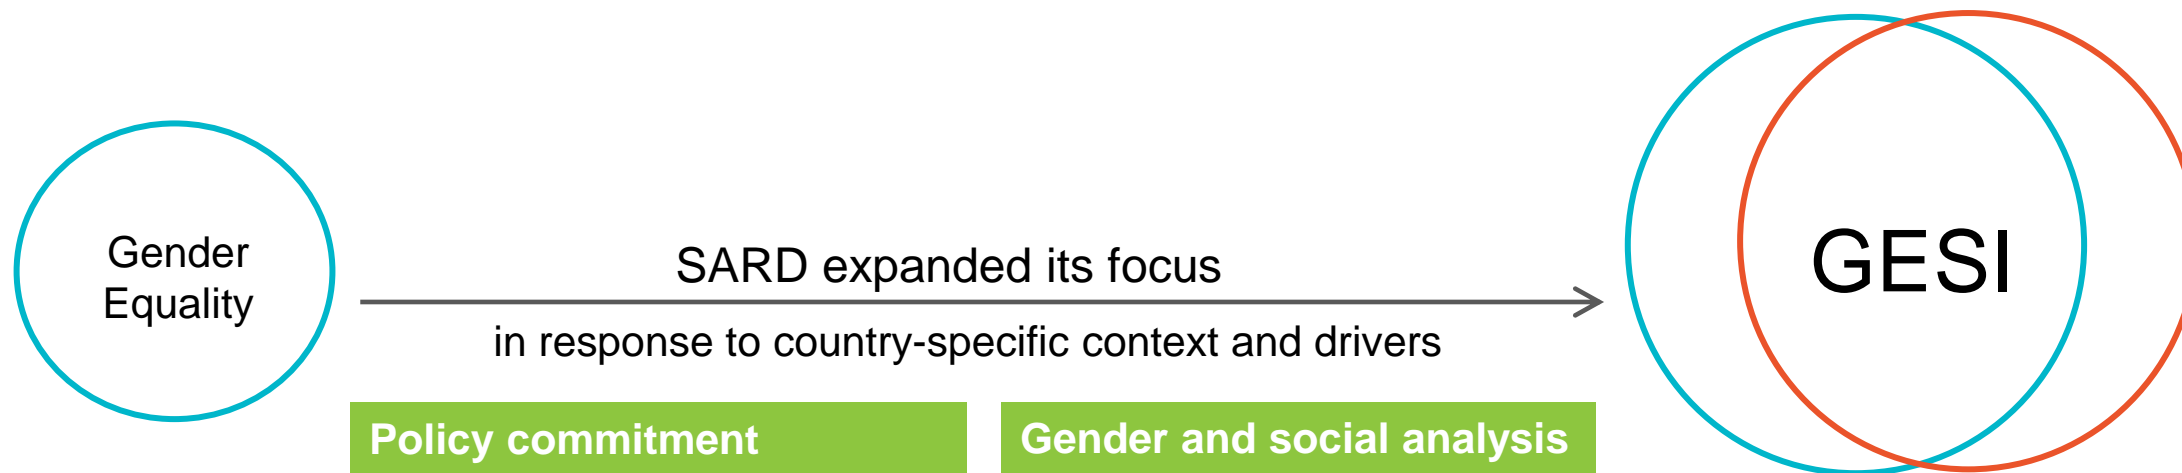 Gender
Equality
SARD expanded its focus
in response to country-specific context and drivers
Policy commitment
Gender and social analysis
GESI